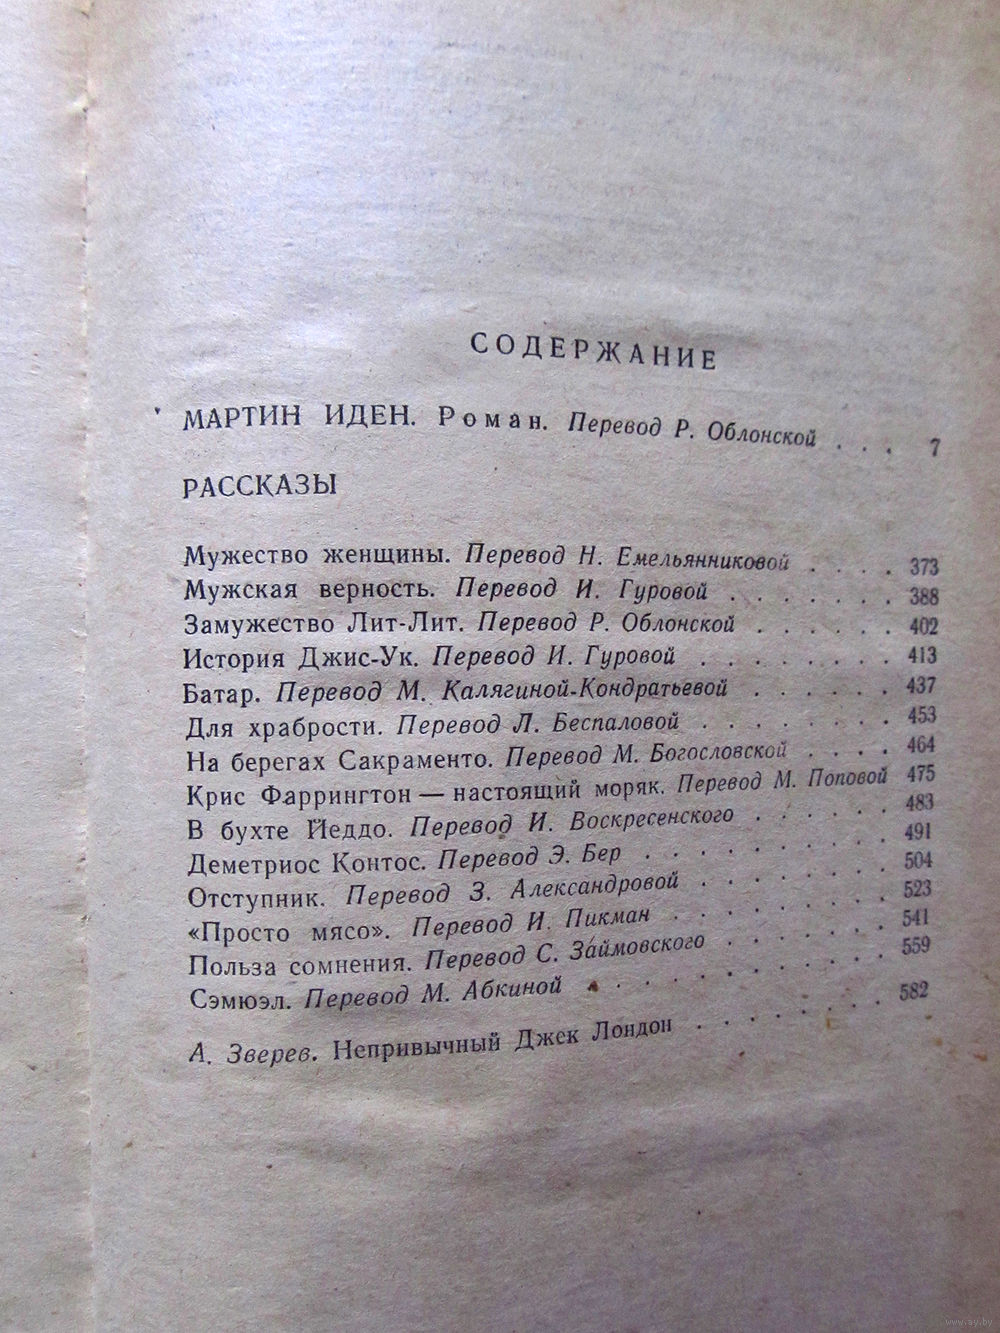 СОДЕРЖАНИЕ
МАРТИН ИДЕН. Роман. Перевод Р. Облонской . . . 7
РАССКАЗЫ
Мужество женщины. Перевод Н. Емельянниковой . . . . 373
Мужская верность. Перевод И. Гуровой . . . . . . . 388
Замужество Лит-Лит. Перевод Р. Облонской . . . . . . 402
История Джис-Ук. Перевод И. Гуровой . . . . . . . . 413
Батар. Перевод М. Калягиной-Кондратьевой . . . . . . 437
Для храбрости. Перевод Л. Беспаловой . . . . . . . . 453
На берегах Сакраменто. Перевод М. Богословской . . . . 464
Крис Фаррингтон — настоящий моряк. Перевод М. Поповой 475
В бухте Йеддо. Перевод И. Воскресенского . . . . . . 483
Деметриос Контос. Перевод Э. Бер . . . . . . . . . 491
Отступник. Перевод З. Александровой . . . . . . . . 504
«Просто мясо». Перевод И. Пикман . . . . . . . . 523
Польза сомнения. Перевод С. Займовского . . . . . . . 541
Сэмюэл. Перевод М. Абкиной . . . . . . . . . . . 559
А. Зверев. Непривычный Джек Лондон . . . . . . . . 582
www.ay.by